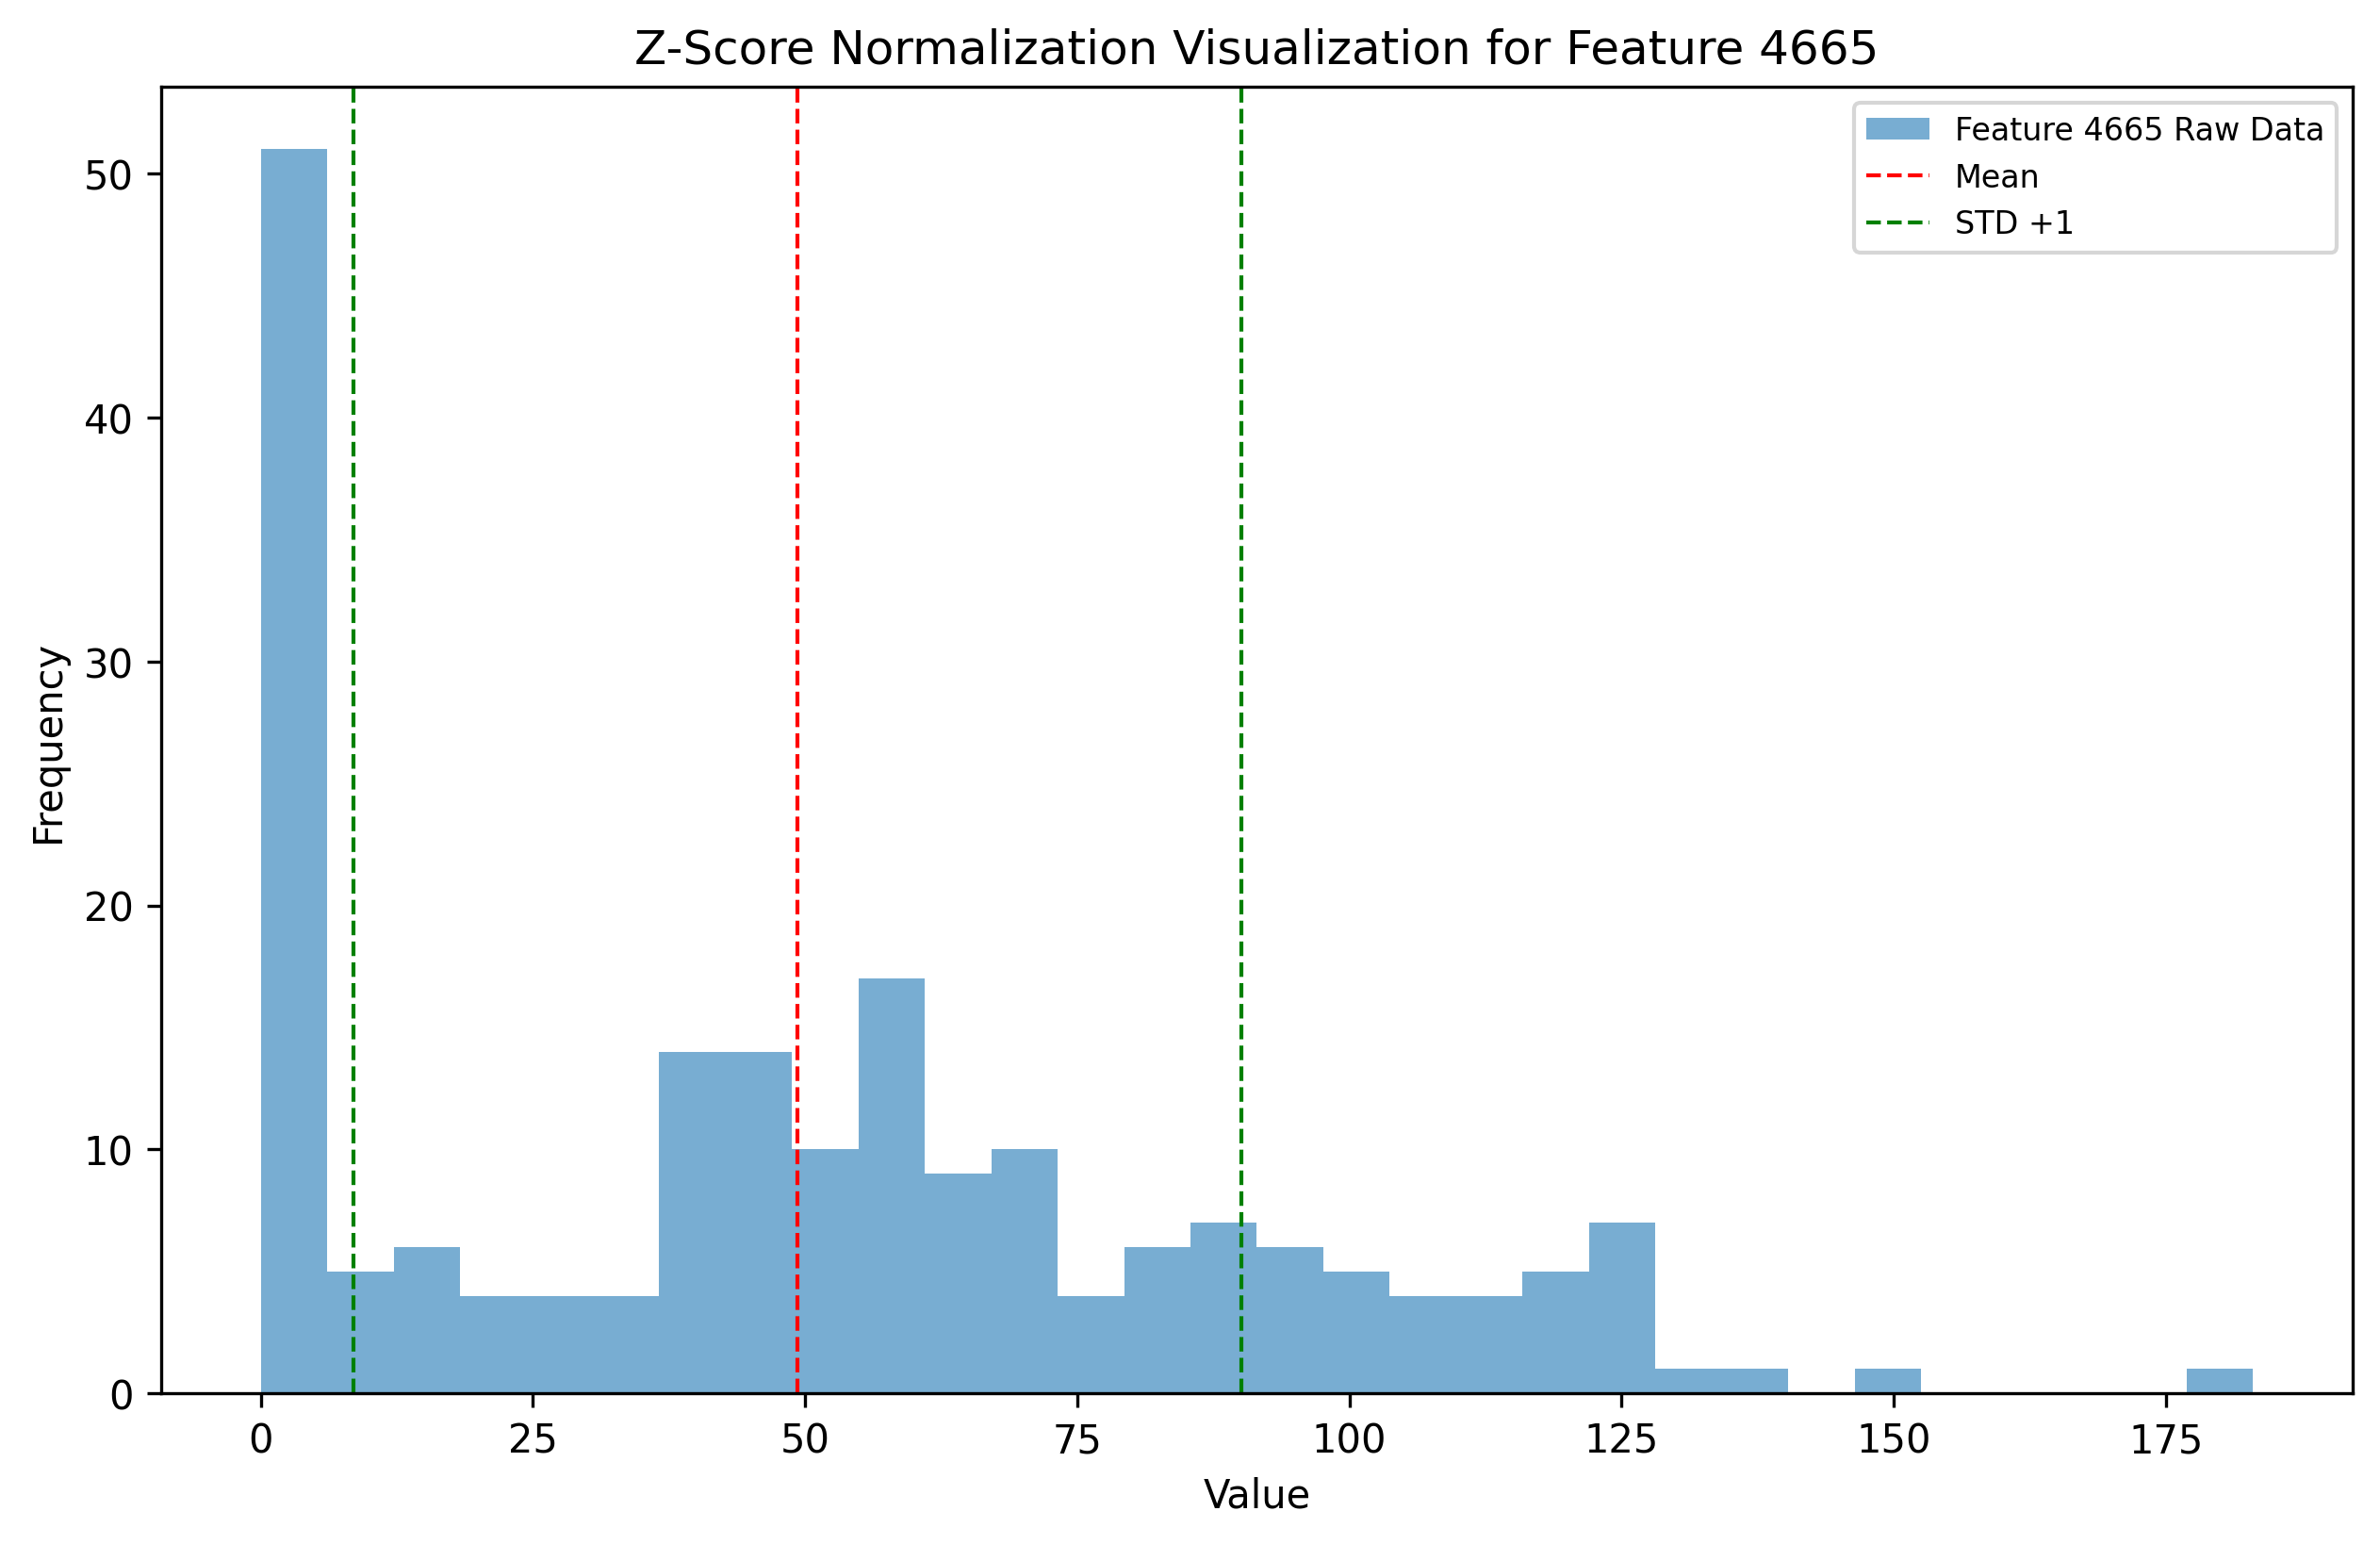 Z-Score Normalization Visualization for Feature 4665
Feature 4665 Raw Data
Mean
STD +1
50
40
30
20
10
0
Frequency
0 25 50 75 100 125 150 175
Value